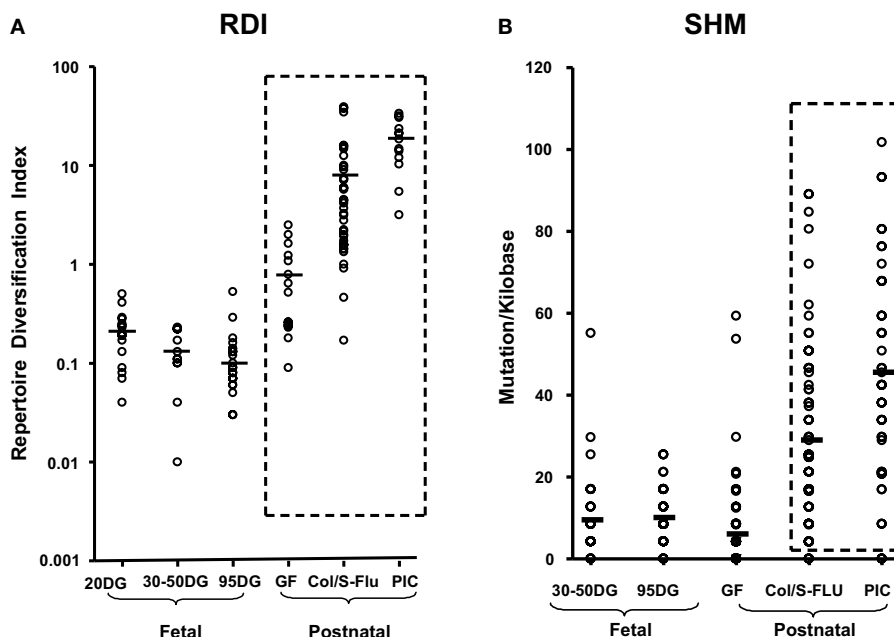 A
RDI
Repertoire Diversification Index
100
10
1
0.1
0.01
0.001
20DG 30-50DG 95DG GF Col/S-Flu PIC
Fetal Postnatal
B
SHM
Mutation/Kilobase
120
100
80
60
40
20
0
30-50DG 95DG GF Col/S-FLU PIC
Fetal Postnatal